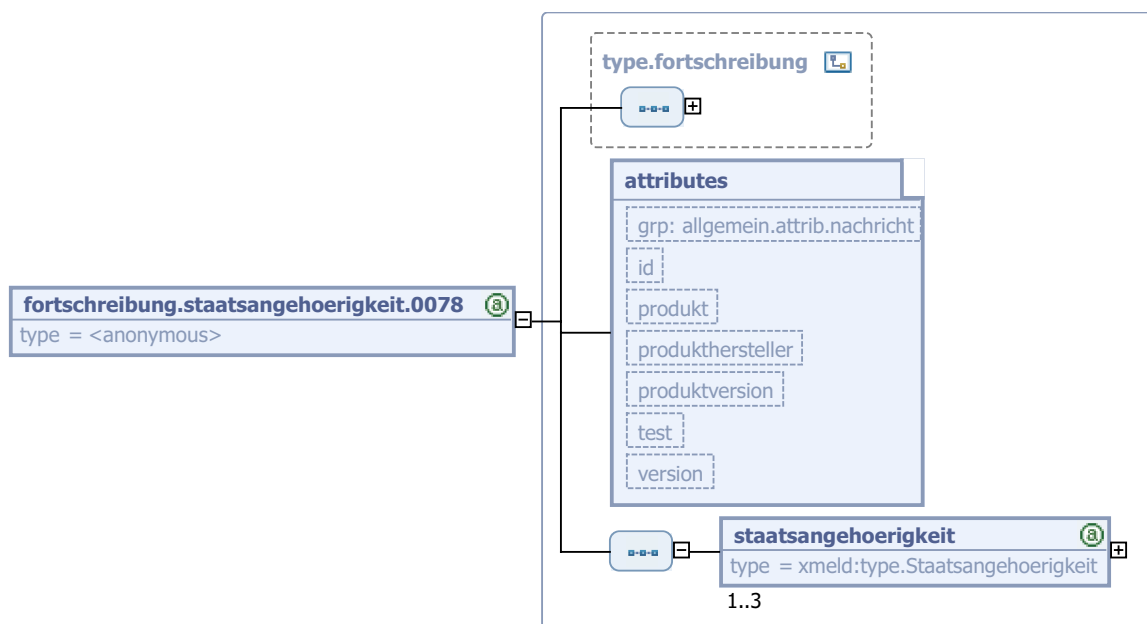 type.fortschreibung
attributes
grp: allgemein.attrib.nachricht
id
produkt
produkthersteller
produktversion
test
version
fortschreibung.staatsangehoerigkeit.0078
type = <anonymous>
staatsangehoerigkeit
type = xmeld:type.Staatsangehoerigkeit
1..3